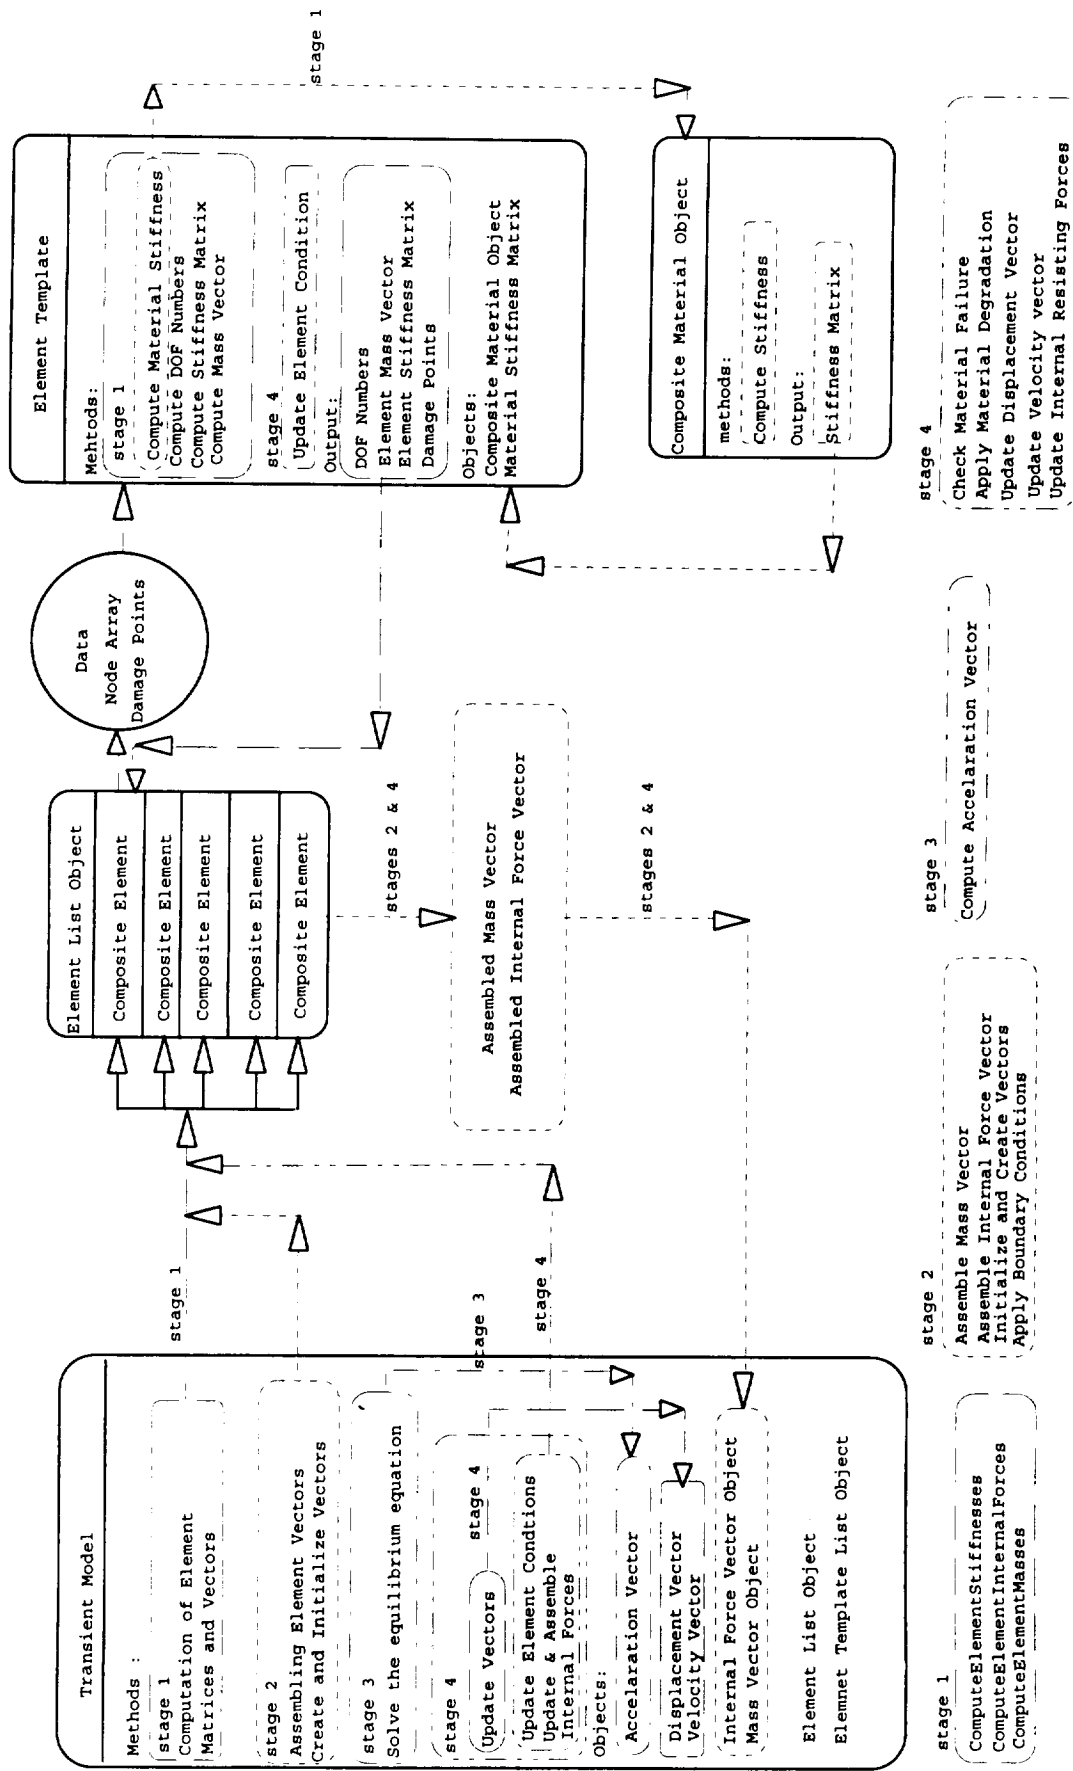 Transient Model
Methods :
stage 1
Computation of Element
Matrices and Vectors
stage 2
Assembling Element Vectors
Create and Initialize Vectors
stage 3
Solve the equilibrium equation
stage 4
Update Vectors
stage 4
Update Element Condtions
Update & Assemble
Internal Forces
Objects:
Accelaration Vector
Displacement Vector
Velocity Vector
Internal Force Vector Object
Mass Vector Object
Element List Object
Elemnet Template List Object
stage 1
stage 3
stage 4
Element List Object
Composite Element
Composite Element
Composite Element
Composite Element
Composite Element
stages 2 & 4
Assembled Mass Vector
Assembled Internal Force Vector
stages 2 & 4
Data
Node Array
Damage Points
Element Template
Mehtods:
stage 1
Compute Material Stiffness
Compute DOF Numbers
Compute Stiffness Matrix
Compute Mass Vector
stage 4
Update Element Condition
Output:
DOF Numbers
Element Mass Vector
Element Stiffness Matrix
Damage Points
Objects:
Composite Material Object
Material Stiffness Matrix
stage 1
Composite Material Object
methods:
Compute Stiffness
Output:
Stiffness Matrix
stage 1
ComputeElementStiffnesses
ComputeElementInternalForces
ComputeElementMasses
stage 2
Assemble Mass Vector
Assemble Internal Force Vector
Initialize and Create Vectors
Apply Boundary Conditions
stage 3
Compute Accelaration Vector
stage 4
Check Material Failure
Apply Material Degradation
Update Displacement Vector
Update Velocity vector
Update Internal Resisting Forces